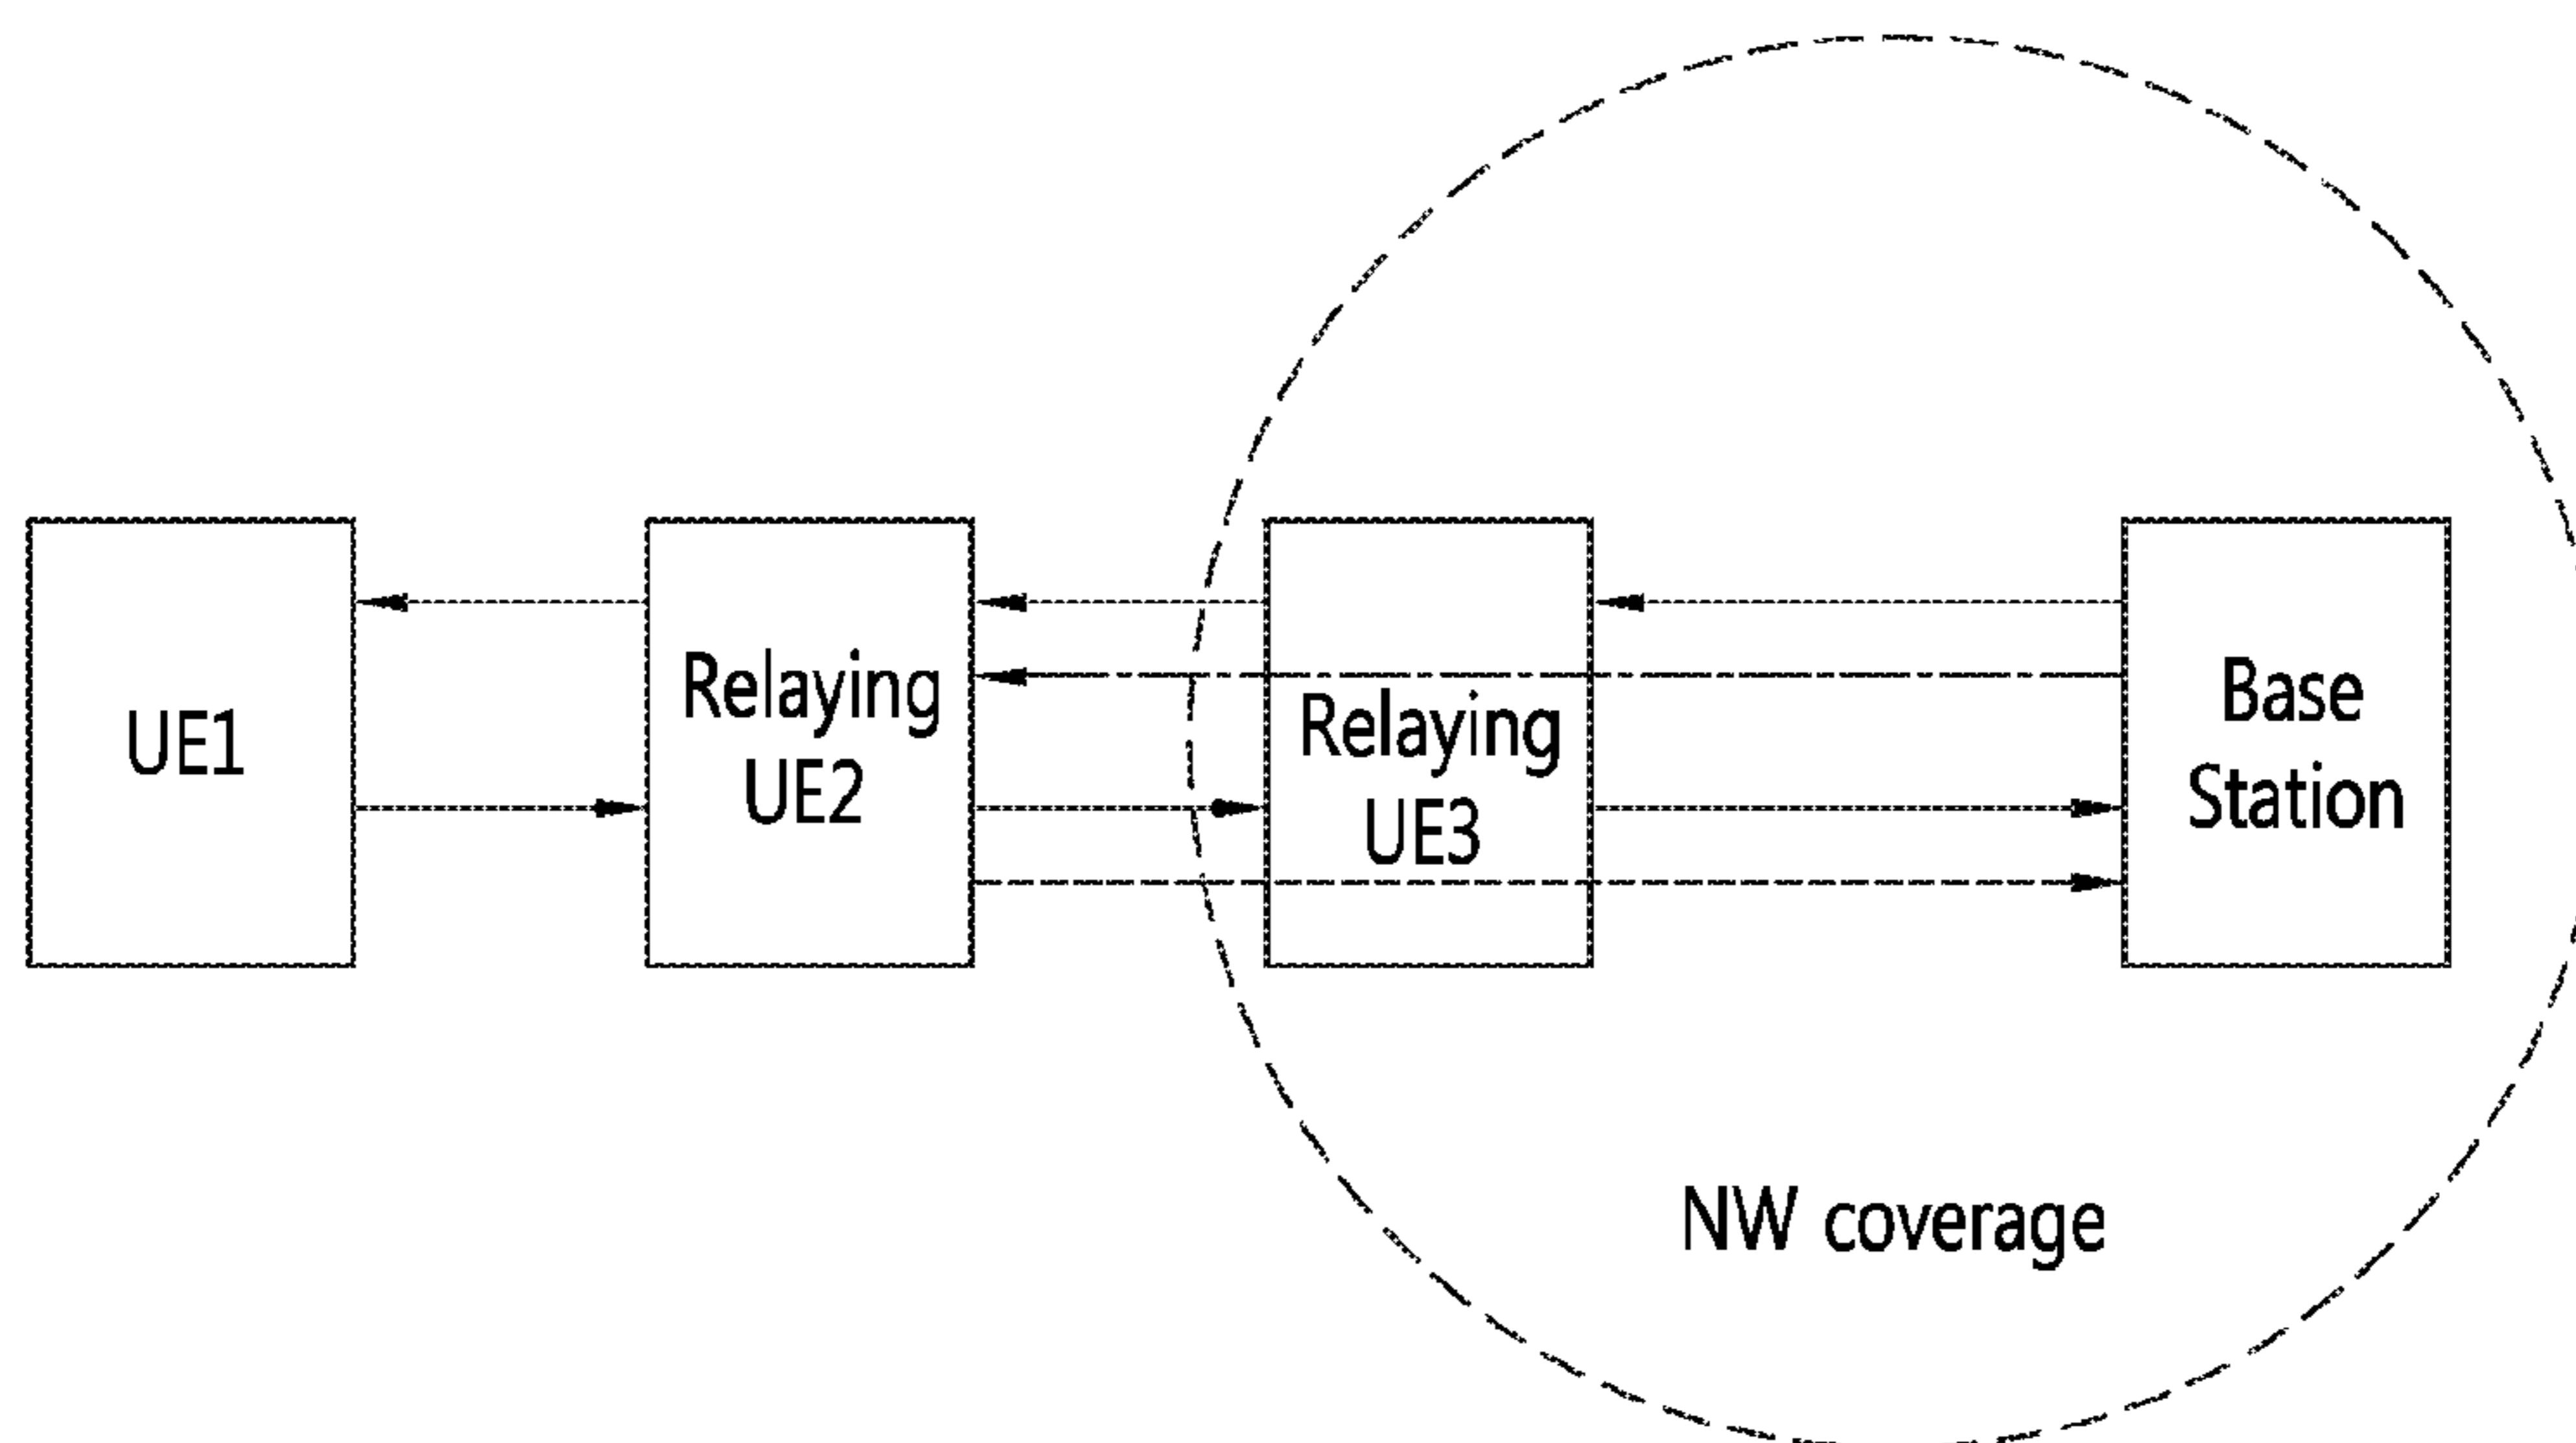 UE1
Relaying
UE2
Relaying
UE3
Base
Station
NW coverage